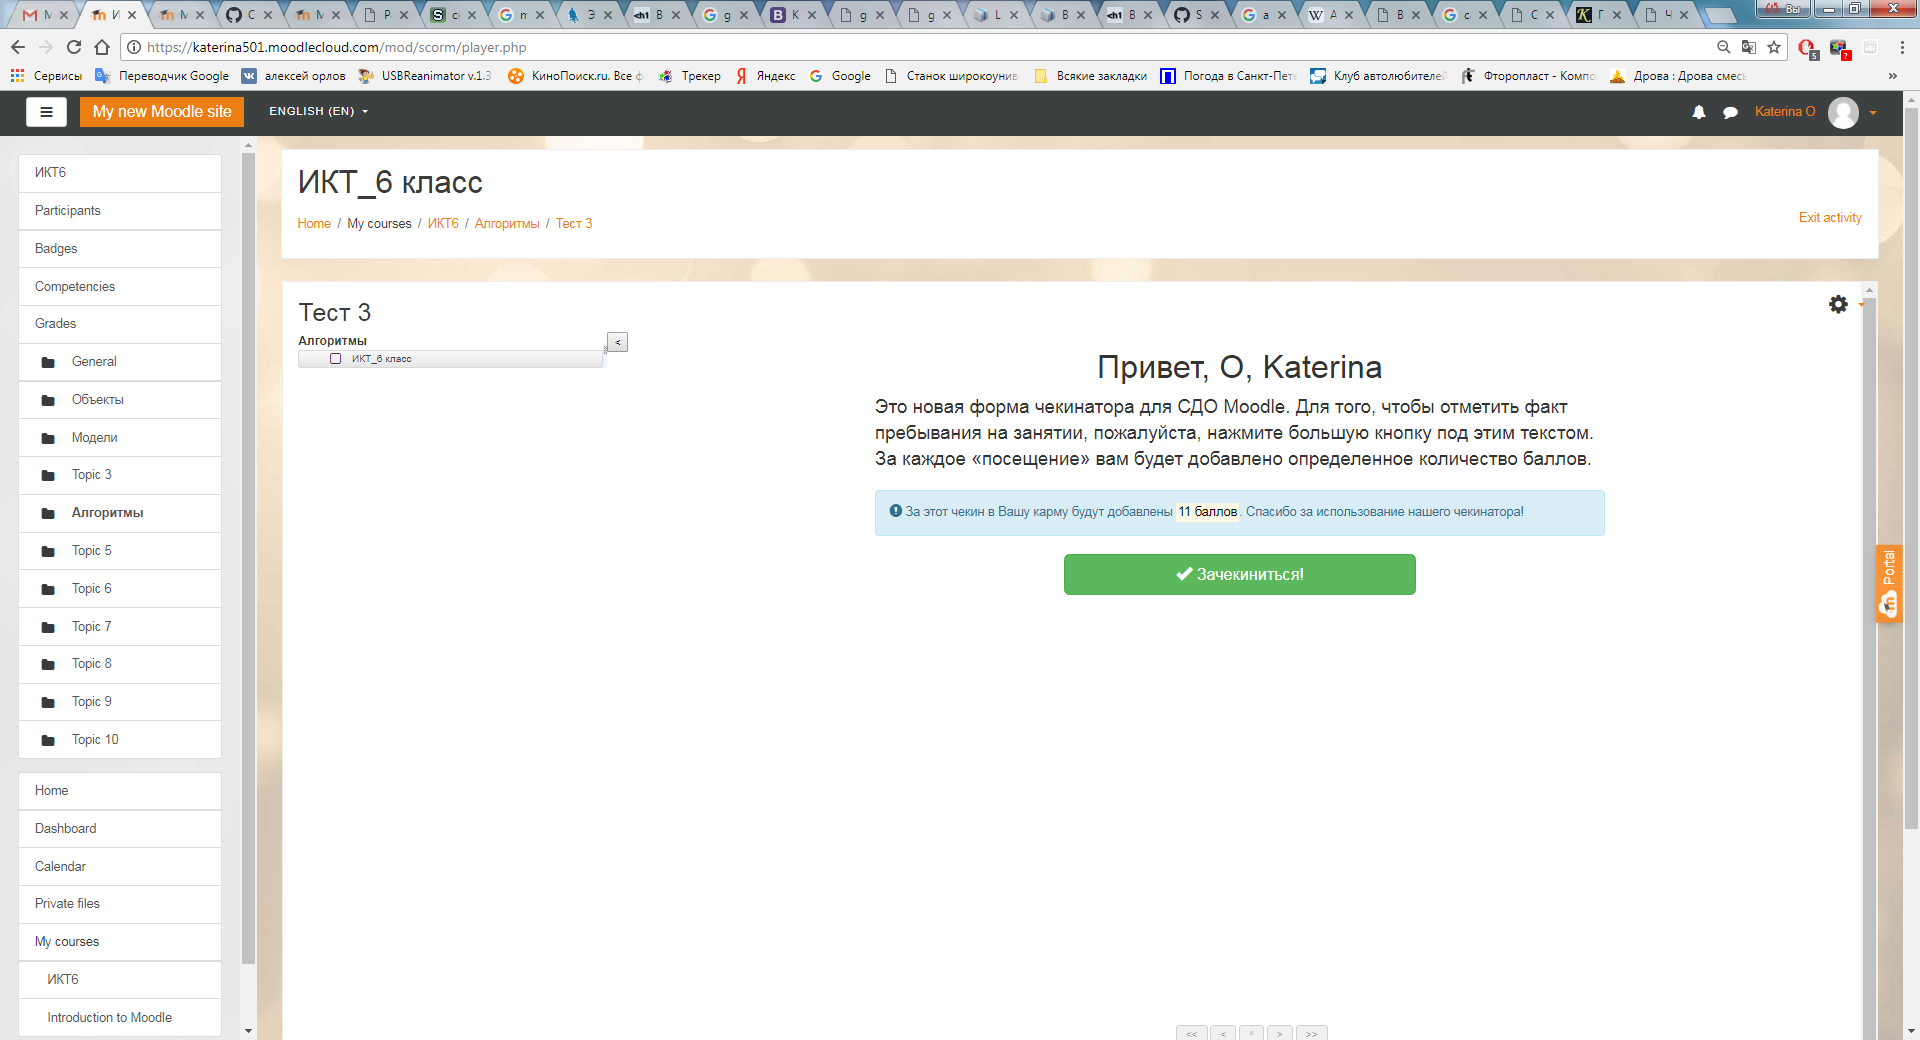 https://katerina501.moodlecloud.com/mod/scorm/player.php
Сервисы
Переводчик Google
алексей орлов
USBReanimator v.1.3
КиноПоиск.ru. Все
Трекер
Яндекс
Google
Станок широкоунив
Всякие закладки
Погода в Санкт-Пете
Клуб автолюбителей
Фторопласт - Компо
Дрова : Дрова смесь
Вы
My new Moodle site
ENGLISH (EN)
Katerina O
ИКТ6
Participants
Badges
Competencies
Grades
General
Объекты
Модели
Topic 3
Алгоритмы
Topic 5
Topic 6
Topic 7
Topic 8
Topic 9
Topic 10
Home
Dashboard
Calendar
Private files
My courses
ИКТ6
Introduction to Moodle
ИКТ_6 класс
Home / My courses / ИКТ6 / Алгоритмы / Тест 3
Exit activity
Тест 3
Алгоритмы
<
ИКТ_6 класс
Привет, O, Katerina
Это новая форма чекинатора для СДО Moodle. Для того, чтобы отметить факт
пребывания на занятии, пожалуйста, нажмите большую кнопку под этим текстом.
За каждое «посещение» вам будет добавлено определенное количество баллов.
За этот чекин в Вашу карму будут добавлены 11 баллов. Спасибо за использование нашего чекинатора!
Зачекиниться!
Portal
<< < ^ > >>